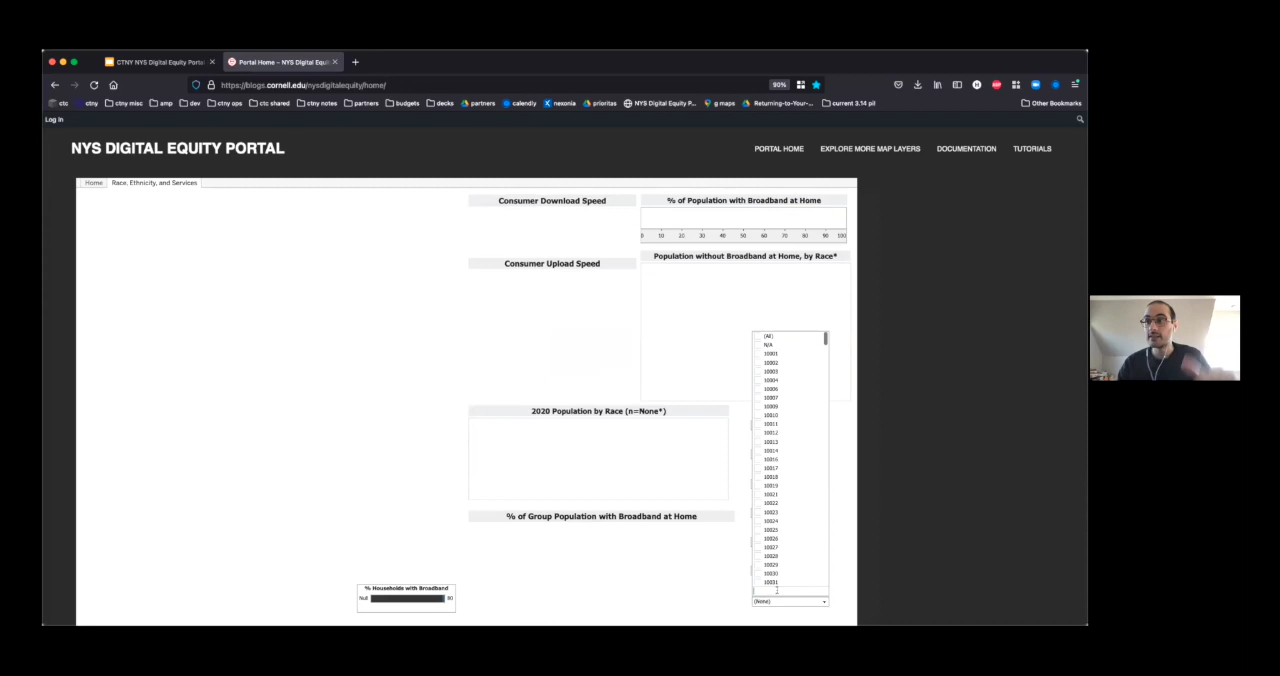 CTNY NYS Digital Equity Porta
Portal Home – NYS Digital Equi
https://blogs.cornell.edu/nysdigitalequity/home/
90%
ctc
ctny
ctny misc
amp
dev
ctny ops
ctc shared
ctny notes
partners
budgets
decks
partners
calendly
nexonia
prioritas
NYS Digital Equity P...
g maps
Returning-to-Your-...
current 3.14 pil
Other Bookmarks
Log in
NYS DIGITAL EQUITY PORTAL
PORTAL HOME
EXPLORE MORE MAP LAYERS
DOCUMENTATION
TUTORIALS
Home
Race, Ethnicity, and Services
Consumer Download Speed
% of Population with Broadband at Home
0 10 20 30 40 50 60 70 80 90 100
Consumer Upload Speed
Population without Broadband at Home, by Race*
(All)
N/A
10001
10002
10003
10004
10006
10007
10009
10010
10011
10012
10013
10014
10016
10017
10018
10019
10021
10022
10023
10024
10025
10026
10027
10028
10029
10030
10031
(None)
2020 Population by Race (n=None*)
% of Group Population with Broadband at Home
% Households with Broadband
Null
80